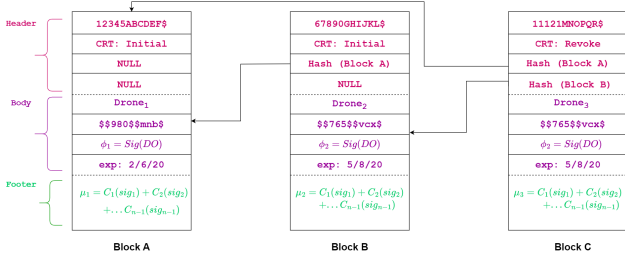 Header
Body
Footer
12345ABCDEF$
CRT: Initial
NULL
NULL
Drone₁
$$980$$mnb$
ϕ₁ = Sig(DO)
exp: 2/6/20
μ₁ = C₁(sig₁) + C₂(sig₂)
+ … Cₙ₋₁(sigₙ₋₁)
Block A
67890GHIJKL$
CRT: Initial
Hash (Block A)
NULL
Drone₂
$$765$$vcx$
ϕ₂ = Sig(DO)
exp: 5/8/20
μ₂ = C₁(sig₁) + C₂(sig₂)
+ … Cₙ₋₁(sigₙ₋₁)
Block B
11121MNOPQR$
CRT: Revoke
Hash (Block A)
Hash (Block B)
Drone₃
$$765$$vcx$
ϕ₂ = Sig(DO)
exp: 5/8/20
μ₃ = C₁(sig₁) + C₂(sig₂)
+ … Cₙ₋₁(sigₙ₋₁)
Block C